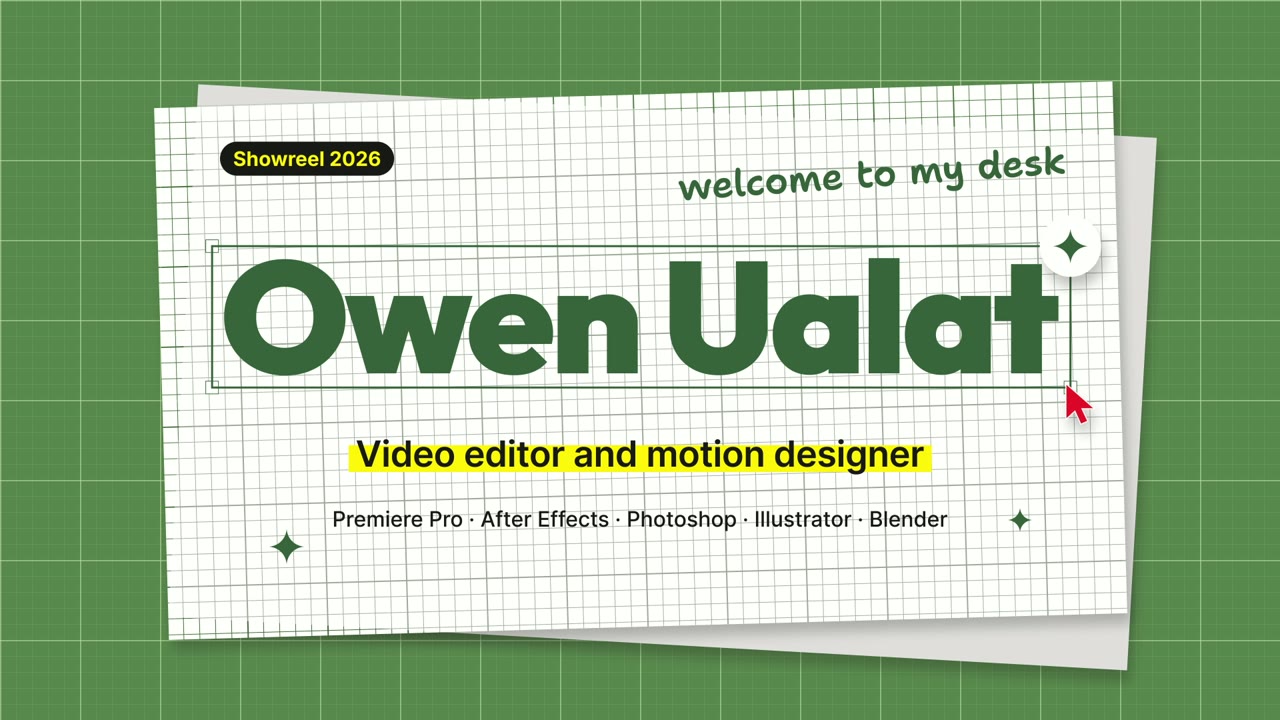 Showreel 2026
welcome to my desk
Owen Ualat
Video editor and motion designer
Premiere Pro · After Effects · Photoshop · Illustrator · Blender